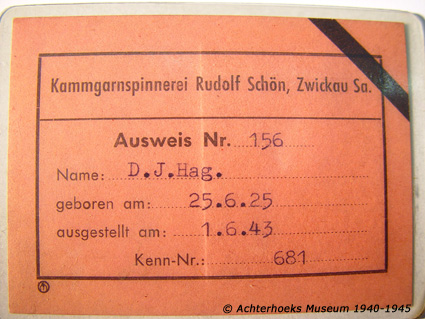 Kammgarnspinnerei Rudolf Schön, Zwickau Sa.
Ausweis Nr. 156
Name: D.J.Hag.
geboren am: 25.6.25
ausgestellt am: 1.6.43
Kenn-Nr.: 681
© Achterhoeks Museum 1940-1945